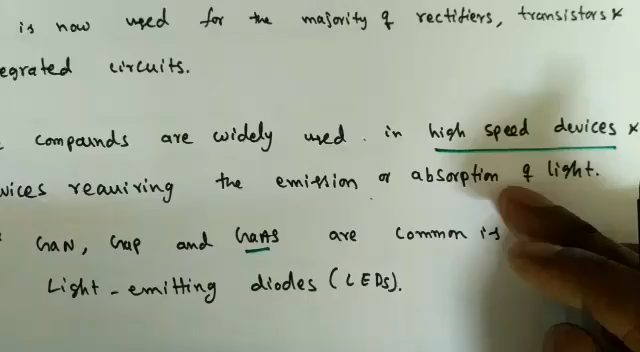 is now used for the majority of rectifiers, transistors &
egrated circuits.
compounds are widely used in high speed devices &
vices requiring the emission or absorption of light.
GaN, Gap and GaAs are common is
Light-emitting diodes (LEDs).